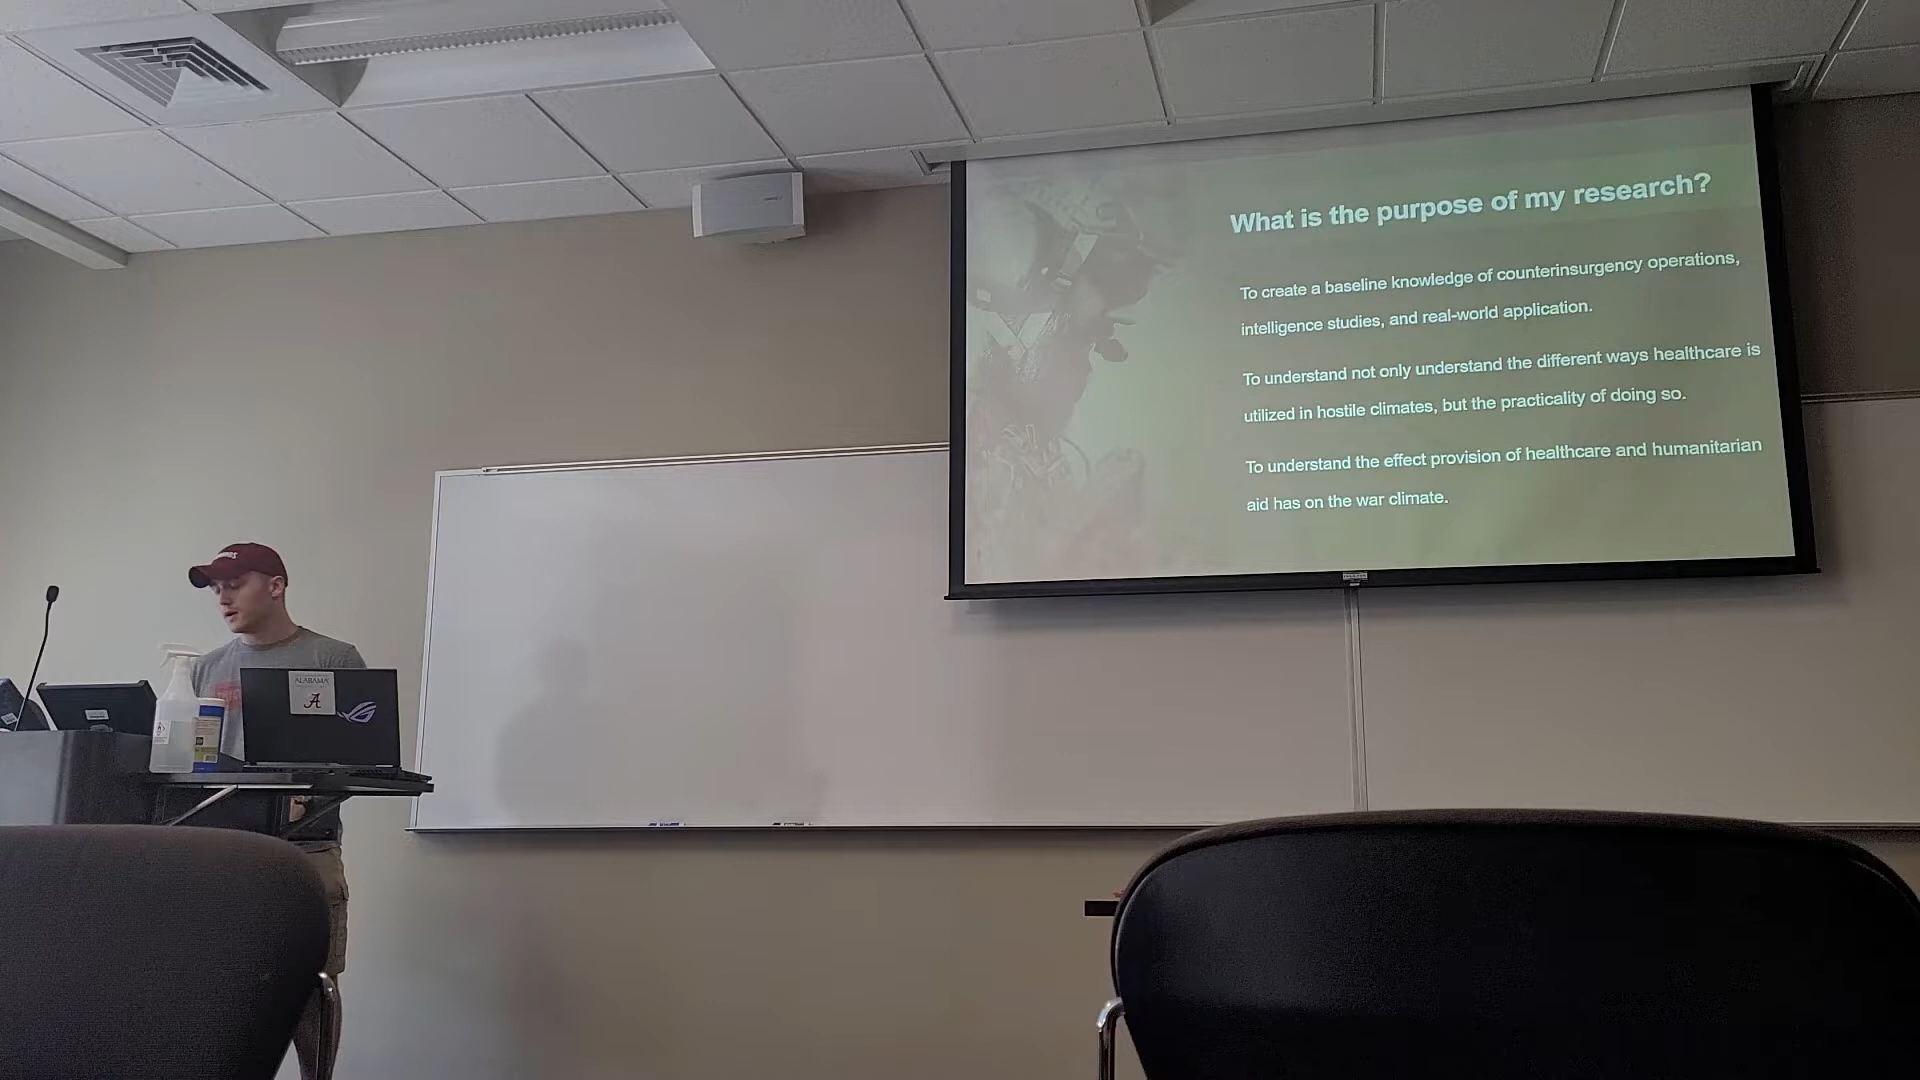 What is the purpose of my research?
To create a baseline knowledge of counterinsurgency operations,
intelligence studies, and real-world application.
To understand not only understand the different ways healthcare is
utilized in hostile climates, but the practicality of doing so.
To understand the effect provision of healthcare and humanitarian
aid has on the war climate.
ALABAMA
A